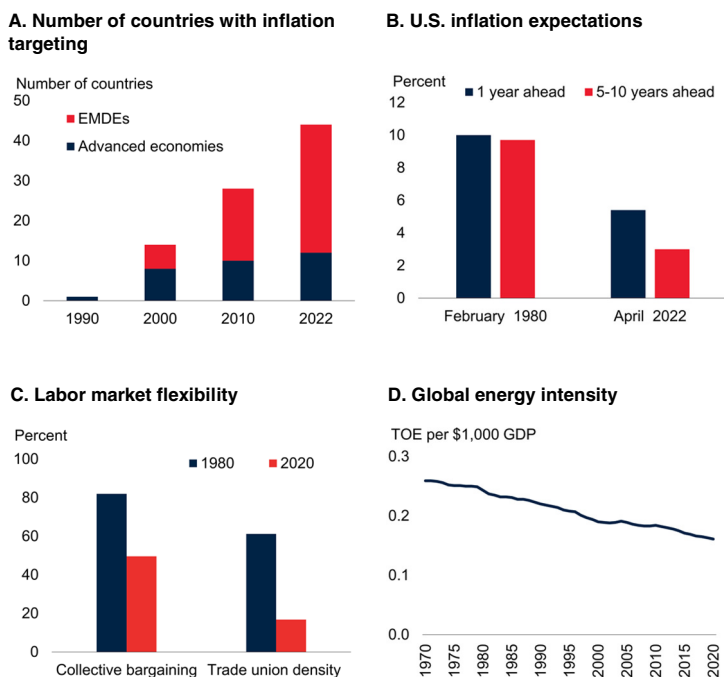 A. Number of countries with inflation
targeting
Number of countries
50
40
30
20
10
0
EMDEs
Advanced economies
1990 2000 2010 2022
B. U.S. inflation expectations
Percent
1 year ahead 5-10 years ahead
12
10
8
6
4
2
0
February 1980 April 2022
C. Labor market flexibility
Percent
100
80
60
40
20
0
1980 2020
Collective bargaining Trade union density
D. Global energy intensity
TOE per $1,000 GDP
0.3
0.2
0.1
0.0
1970
1975
1980
1985
1990
1995
2000
2005
2010
2015
2020